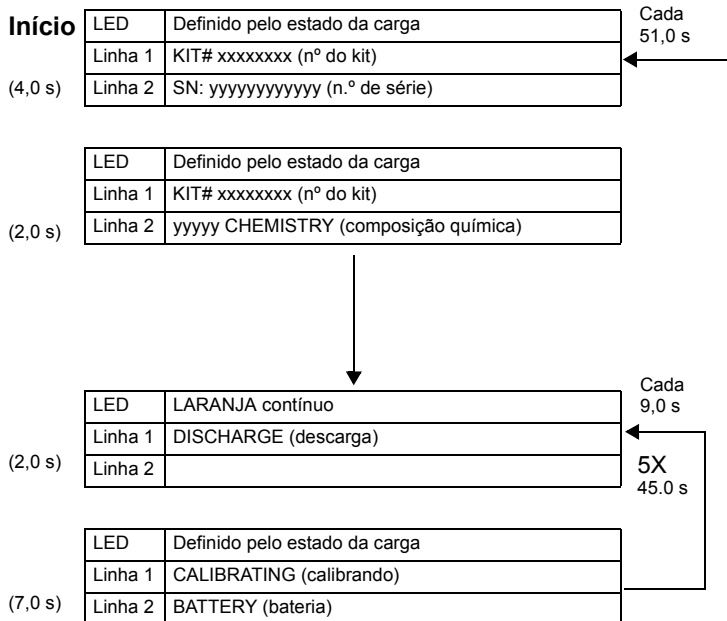 Início
LED Definido pelo estado da carga
Linha 1 KIT# xxxxxxxx (nº do kit)
(4,0 s) Linha 2 SN: yyyyyyyyyyyy (n.º de série)
Cada
51,0 s
LED Definido pelo estado da carga
Linha 1 KIT# xxxxxxxx (nº do kit)
(2,0 s) Linha 2 yyyyy CHEMISTRY (composição química)
LED LARANJA contínuo
Linha 1 DISCHARGE (descarga)
(2,0 s) Linha 2
Cada
9,0 s
5X
45.0 s
LED Definido pelo estado da carga
Linha 1 CALIBRATING (calibrando)
(7,0 s) Linha 2 BATTERY (bateria)